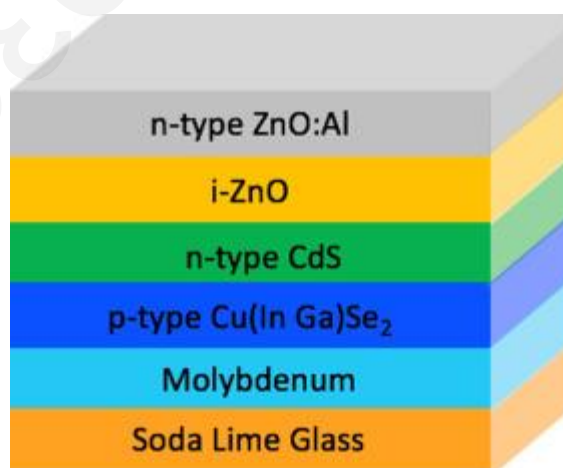 n-type ZnO:Al
i-ZnO
n-type CdS
p-type Cu(In Ga)Se₂
Molybdenum
Soda Lime Glass